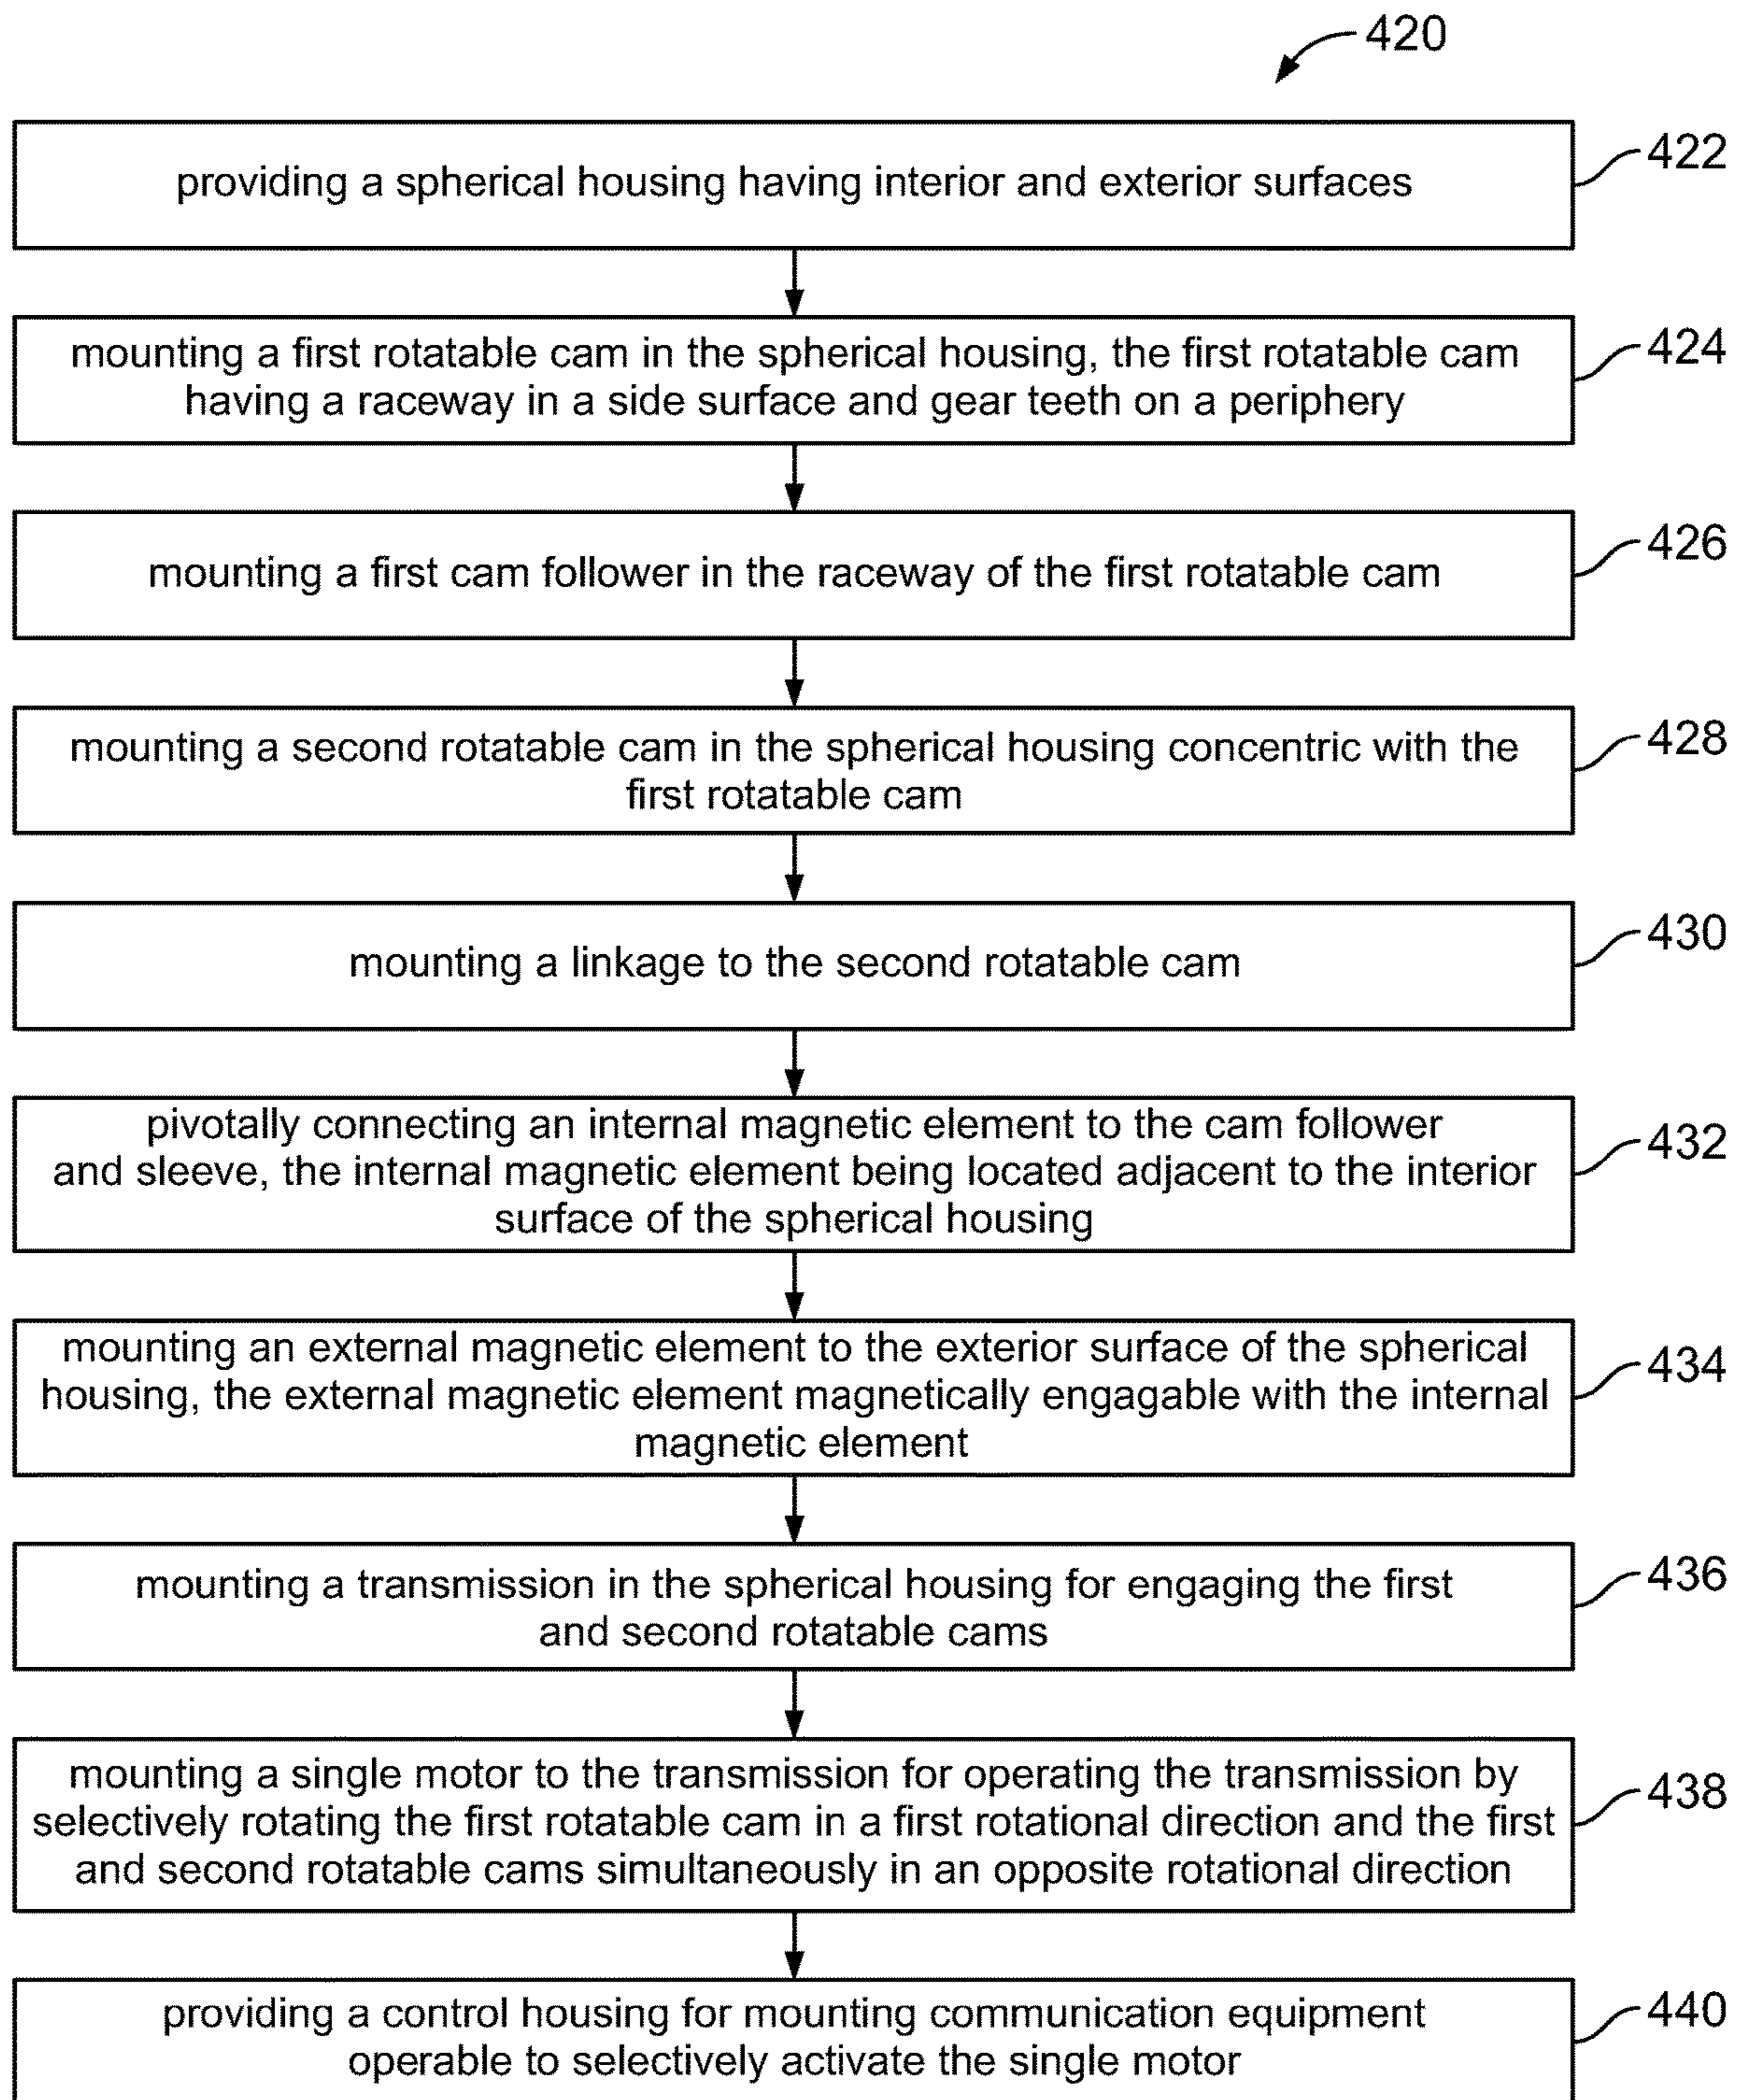 420
providing a spherical housing having interior and exterior surfaces
422
mounting a first rotatable cam in the spherical housing, the first rotatable cam
having a raceway in a side surface and gear teeth on a periphery
424
mounting a first cam follower in the raceway of the first rotatable cam
426
mounting a second rotatable cam in the spherical housing concentric with the
first rotatable cam
428
mounting a linkage to the second rotatable cam
430
pivotally connecting an internal magnetic element to the cam follower
and sleeve, the internal magnetic element being located adjacent to the interior
surface of the spherical housing
432
mounting an external magnetic element to the exterior surface of the spherical
housing, the external magnetic element magnetically engagable with the internal
magnetic element
434
mounting a transmission in the spherical housing for engaging the first
and second rotatable cams
436
mounting a single motor to the transmission for operating the transmission by
selectively rotating the first rotatable cam in a first rotational direction and the first
and second rotatable cams simultaneously in an opposite rotational direction
438
providing a control housing for mounting communication equipment
operable to selectively activate the single motor
440